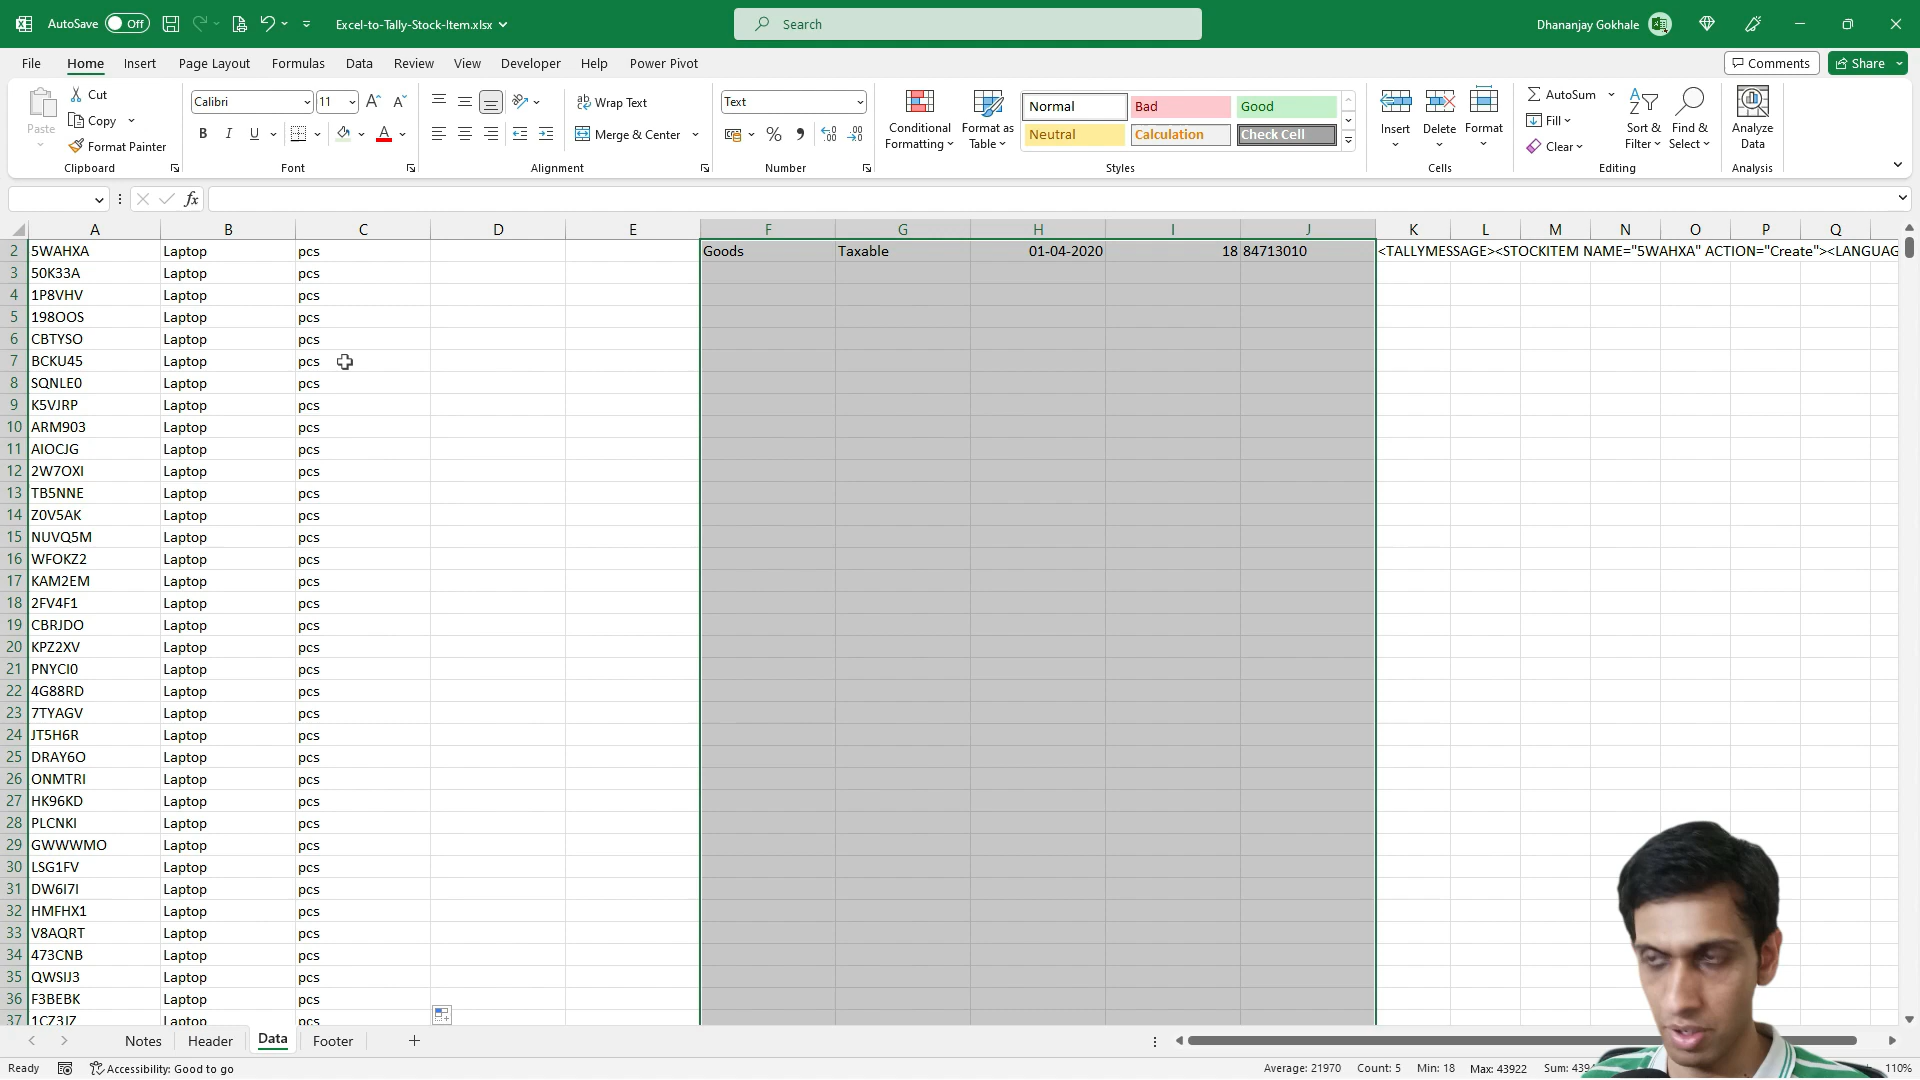 AutoSave Off Excel-to-Tally-Stock-Item.xlsx Search Dhananjay Gokhale
File Home Insert Page Layout Formulas Data Review View Developer Help Power Pivot Comments Share
Paste Cut Copy Format Painter Clipboard
Calibri 11 B I U Font
Wrap Text Merge & Center Alignment
Text % Number
Conditional Formatting Format as Table Normal Bad Good Neutral Calculation Check Cell Styles
Insert Delete Format Cells
AutoSum Fill Clear Sort & Filter Find & Select Editing
Analyze Data Analysis
fx
A B C D E F G H I J K L M N O P Q
2 5WAHXA Laptop pcs Goods Taxable 01-04-2020 18 84713010 <TALLYMESSAGE><STOCKITEM NAME="5WAHXA" ACTION="Create"><LANGUAG
3 50K33A Laptop pcs
4 1P8VHV Laptop pcs
5 198OOS Laptop pcs
6 CBTYSO Laptop pcs
7 BCKU45 Laptop pcs
8 SQNLE0 Laptop pcs
9 K5VJRP Laptop pcs
10 ARM903 Laptop pcs
11 AIOCJG Laptop pcs
12 2W7OXI Laptop pcs
13 TB5NNE Laptop pcs
14 Z0V5AK Laptop pcs
15 NUVQ5M Laptop pcs
16 WFOKZ2 Laptop pcs
17 KAM2EM Laptop pcs
18 2FV4F1 Laptop pcs
19 CBRJDO Laptop pcs
20 KPZ2XV Laptop pcs
21 PNYCI0 Laptop pcs
22 4G88RD Laptop pcs
23 7TYAGV Laptop pcs
24 JT5H6R Laptop pcs
25 DRAY6O Laptop pcs
26 ONMTRI Laptop pcs
27 HK96KD Laptop pcs
28 PLCNKI Laptop pcs
29 GWWWMO Laptop pcs
30 LSG1FV Laptop pcs
31 DW6I7I Laptop pcs
32 HMFHX1 Laptop pcs
33 V8AQRT Laptop pcs
34 473CNB Laptop pcs
35 QWSIJ3 Laptop pcs
36 F3BEBK Laptop pcs
37 1CZ3JZ Laptop pcs
Notes Header Data Footer
Ready Accessibility: Good to go Average: 21970 Count: 5 Min: 18 Max: 43922 Sum: 110%